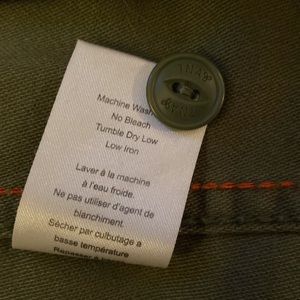 Machine Wash
No Bleach
Tumble Dry Low
Low Iron
Laver à la machine
à l'eau froide.
Ne pas utiliser d'agent de
blanchiment.
Sécher par culbutage à
basse température
Repasser à